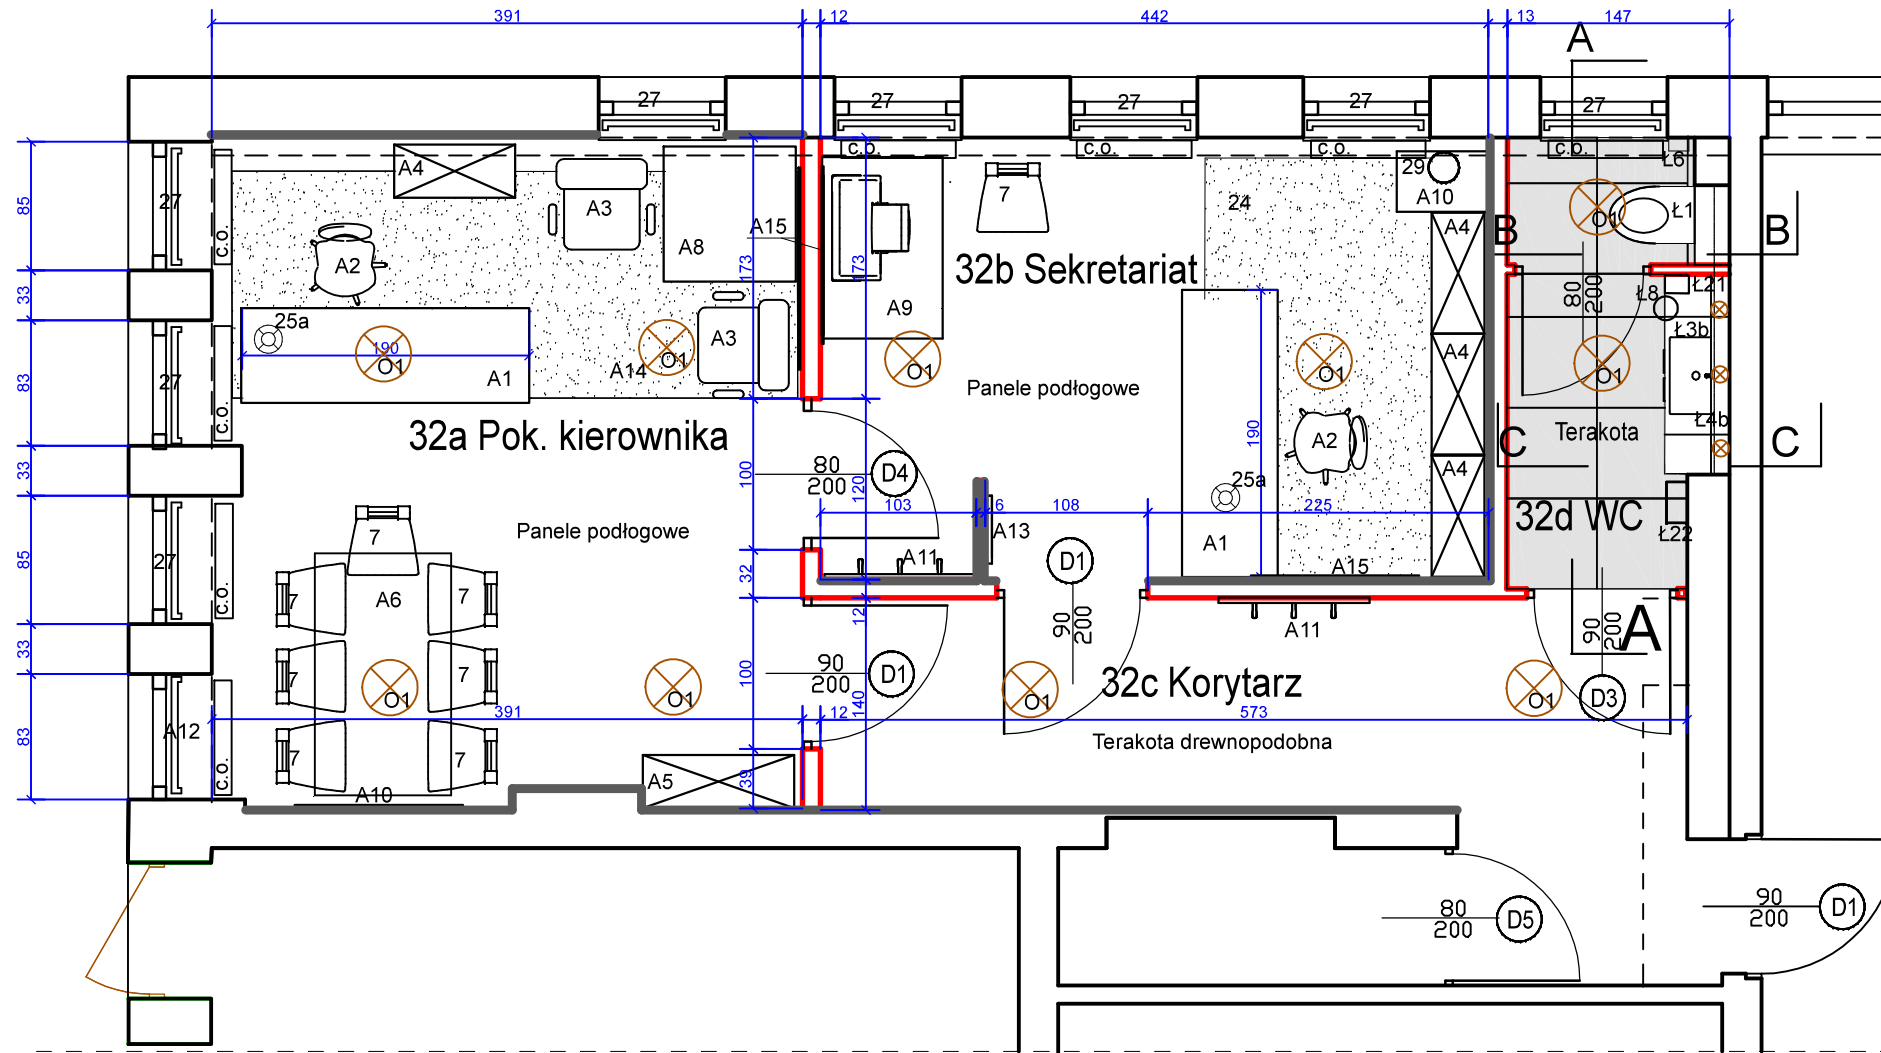 391
12
442
13
147
A
27
27
27
27
27
c.o.
c.o.
c.o.
c.o.
Ł6
A4
A3
A8
A15
7
24
29
A10
A4
O1
Ł1
B
B
85
27
c.o.
A2
173
173
32b Sekretariat
33
25a
A9
80
200
Ł8
Ł21
Ł3b
190
O1
O1
A14
A3
A1
O1
O1
A4
O1
83
27
c.o.
Panele podłogowe
Ł4b
32a Pok. kierownika
190
A2
Terakota
C
C
33
100
80
200
D4
120
25a
A4
103
6
108
225
32d WC
85
27
7
Panele podłogowe
A13
A1
Ł22
A11
D1
A15
32
c.o.
7
A6
7
12
90
200
A11
90
200
A
33
100
90
200
D1
140
32c Korytarz
7
O1
7
O1
O1
O1
D3
83
A12
391
12
573
Terakota drewnopodobna
c.o.
7
7
A5
39
A10
80
200
D5
90
200
D1